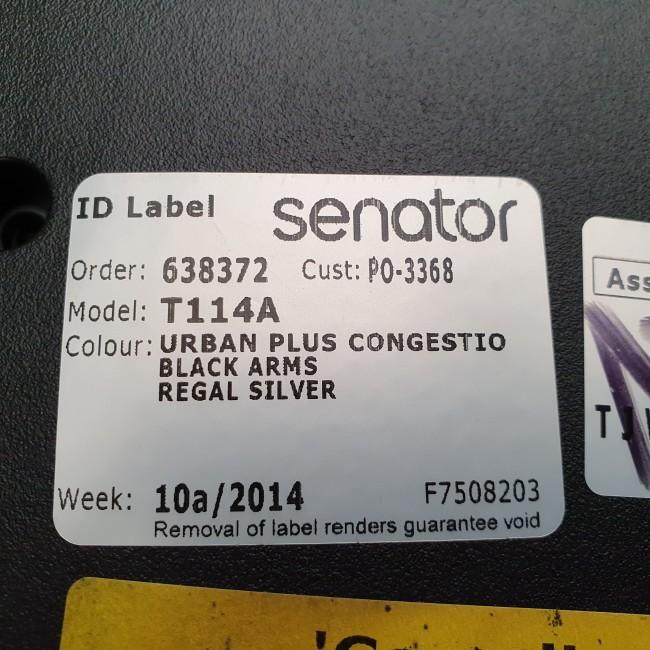 ID Label senator
Order: 638372 Cust: PO-3368
Model: T114A
Colour: URBAN PLUS CONGESTIO
BLACK ARMS
REGAL SILVER
Week: 10a/2014 F7508203
Removal of label renders guarantee void